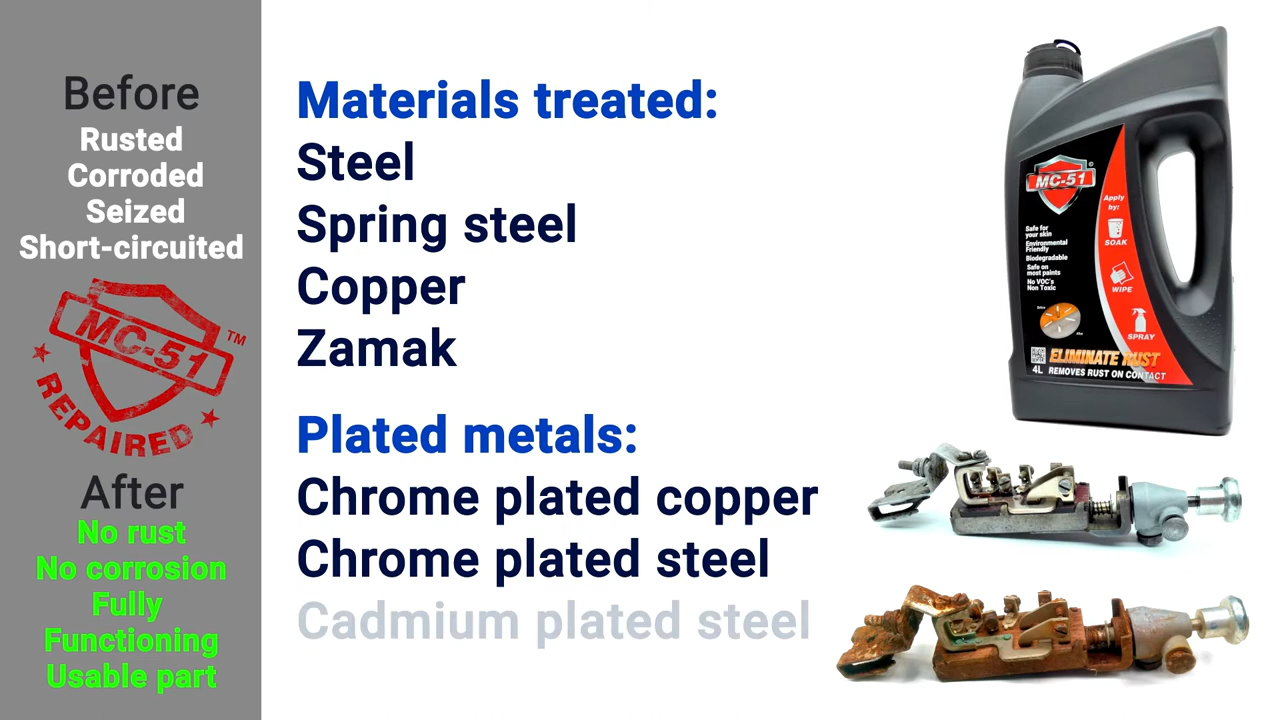 Before
Rusted
Corroded
Seized
Short-circuited
MC-51
TM
REPAIRED
After
No rust
No corrosion
Fully
Functioning
Usable part
Materials treated:
Steel
Spring steel
Copper
Zamak
Plated metals:
Chrome plated copper
Chrome plated steel
Cadmium plated steel
MC-51
Apply
by:
SOAK
WIPE
SPRAY
Safe for
your skin
Environmental
Friendly
Biodegradable
Safe on
most paints
No VOC's
Non Toxic
ELIMINATE RUST
4L REMOVES RUST ON CONTACT